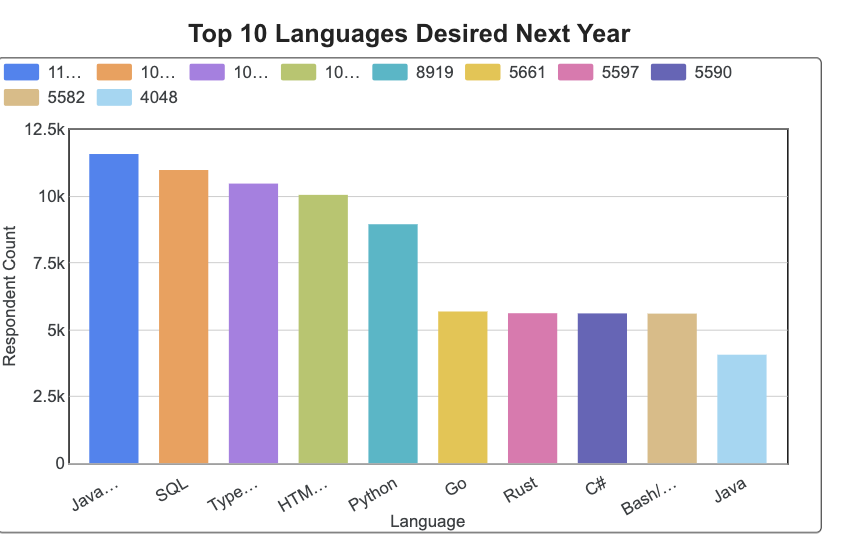 Top 10 Languages Desired Next Year
11… 10… 10… 10… 8919 5661 5597 5590
5582 4048
12.5k
10k
7.5k
5k
2.5k
0
Respondent Count
Java… SQL Type… HTM… Python Go Rust C# Bash/… Java
Language